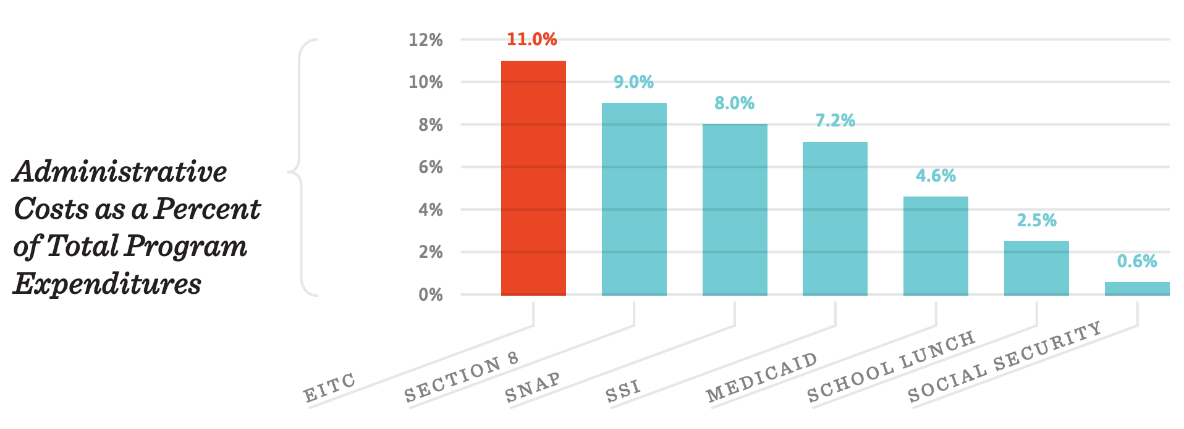 Administrative
Costs as a Percent
of Total Program
Expenditures
12%
10%
8%
6%
4%
2%
0%
11.0%
9.0%
8.0%
7.2%
4.6%
2.5%
0.6%
EITC
SECTION 8
SNAP
SSI
MEDICAID
SCHOOL LUNCH
SOCIAL SECURITY